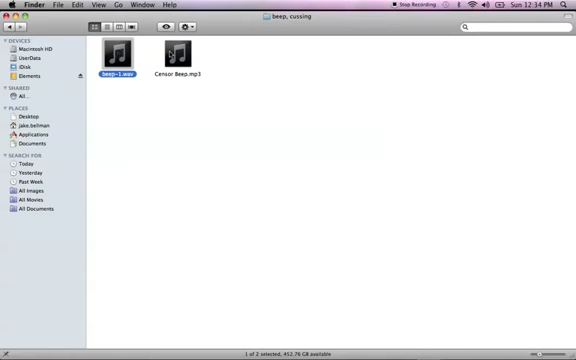 Finder File Edit View Go Window Help Stop Recording Sun 12:34 PM
beep, cussing
DEVICES
Macintosh HD
UserData
iDisk
Elements
SHARED
All...
PLACES
Desktop
jake.bellman
Applications
Documents
SEARCH FOR
Today
Yesterday
Past Week
All Images
All Movies
All Documents
beep-1.wav Censor Beep.mp3
1 of 2 selected, 452.76 GB available